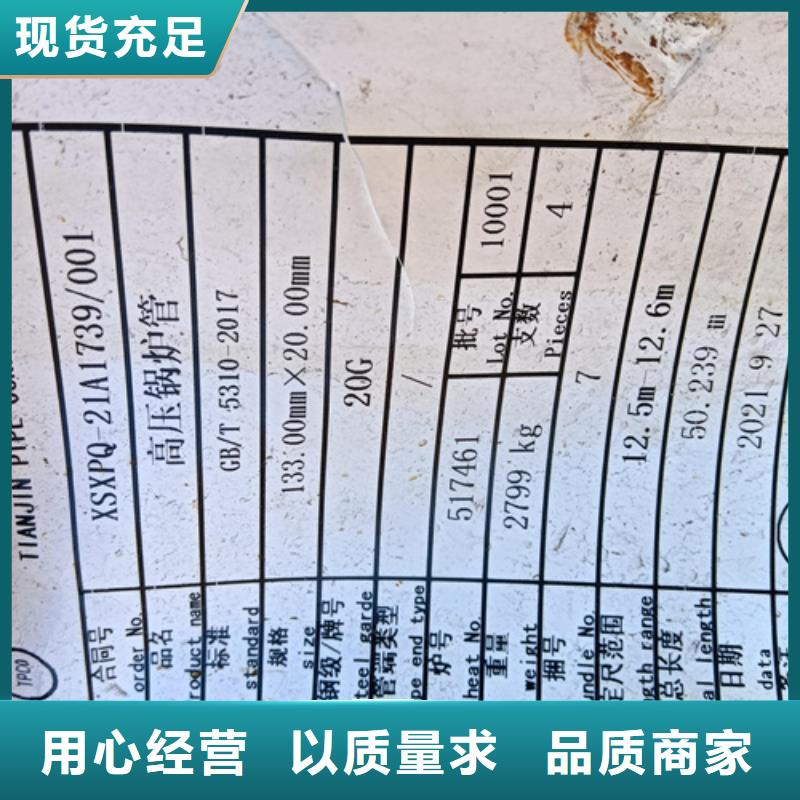 现货充足
TIANJIN PIPE
TPCO
合同号 XSXPQ-21A1739/001
order No.
品名 高压锅炉管
product name
标准 GB/T 5310-2017
standard
规格 133.00mm×20.00mm
size
钢级/牌号 20G
steel garde
管端类型 /
pe end type
炉号 517461 批号 10001
heat No. Lot No.
重量 2799 kg 支数 4
weight Pieces
捆号 7
undle No
定尺范围 12.5m-12.6m
ngth range
总长度 50.239 m
al length
日期 2021 9 27
data
用心经营 以质量求 品质商家